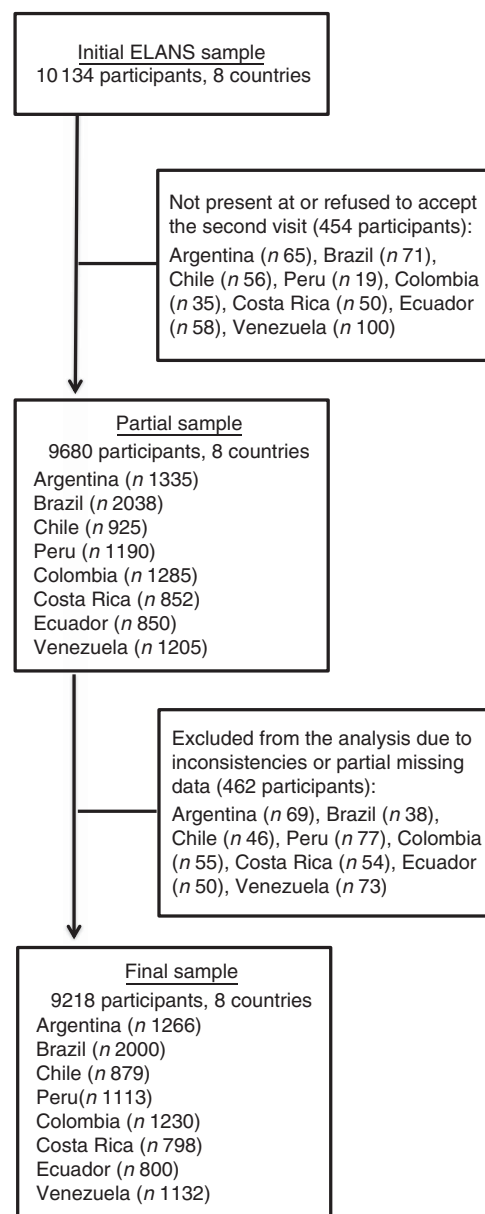 Initial ELANS sample
10 134 participants, 8 countries
Not present at or refused to accept
the second visit (454 participants):
Argentina (n 65), Brazil (n 71),
Chile (n 56), Peru (n 19), Colombia
(n 35), Costa Rica (n 50), Ecuador
(n 58), Venezuela (n 100)
Partial sample
9680 participants, 8 countries
Argentina (n 1335)
Brazil (n 2038)
Chile (n 925)
Peru (n 1190)
Colombia (n 1285)
Costa Rica (n 852)
Ecuador (n 850)
Venezuela (n 1205)
Excluded from the analysis due to
inconsistencies or partial missing
data (462 participants):
Argentina (n 69), Brazil (n 38),
Chile (n 46), Peru (n 77), Colombia
(n 55), Costa Rica (n 54), Ecuador
(n 50), Venezuela (n 73)
Final sample
9218 participants, 8 countries
Argentina (n 1266)
Brazil (n 2000)
Chile (n 879)
Peru(n 1113)
Colombia (n 1230)
Costa Rica (n 798)
Ecuador (n 800)
Venezuela (n 1132)